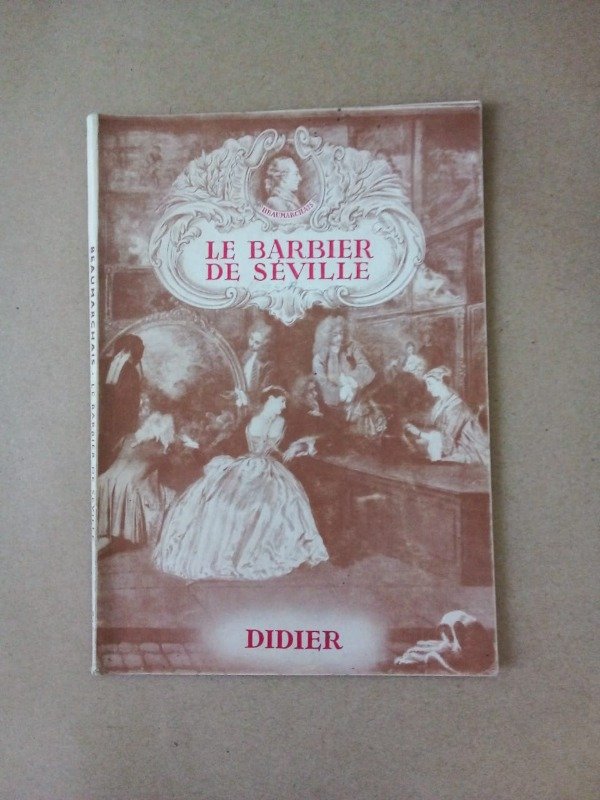 BEAUMARCHAIS
LE BARBIER
DE SÉVILLE
DIDIER
BEAUMARCHAIS - LE BARBIER DE SÉVILLE